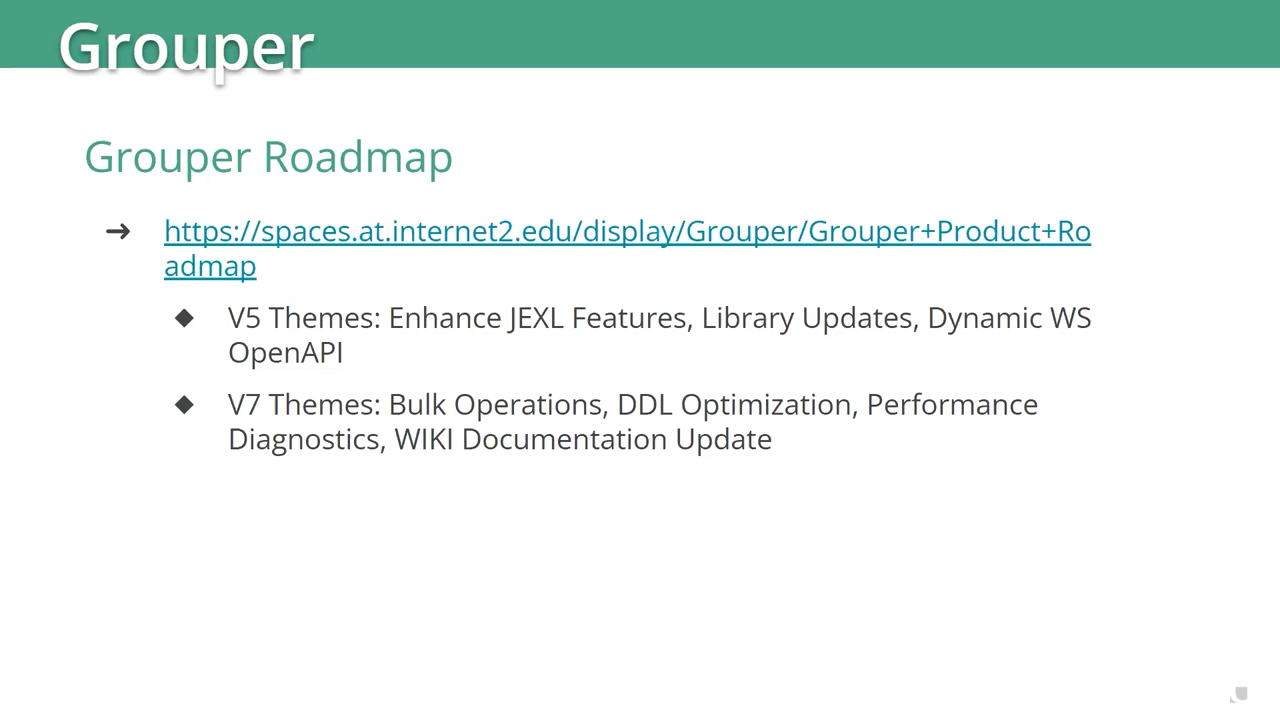 Grouper
Grouper Roadmap
➔ https://spaces.at.internet2.edu/display/Grouper/Grouper+Product+Ro
admap
◆ V5 Themes: Enhance JEXL Features, Library Updates, Dynamic WS
OpenAPI
◆ V7 Themes: Bulk Operations, DDL Optimization, Performance
Diagnostics, WIKI Documentation Update